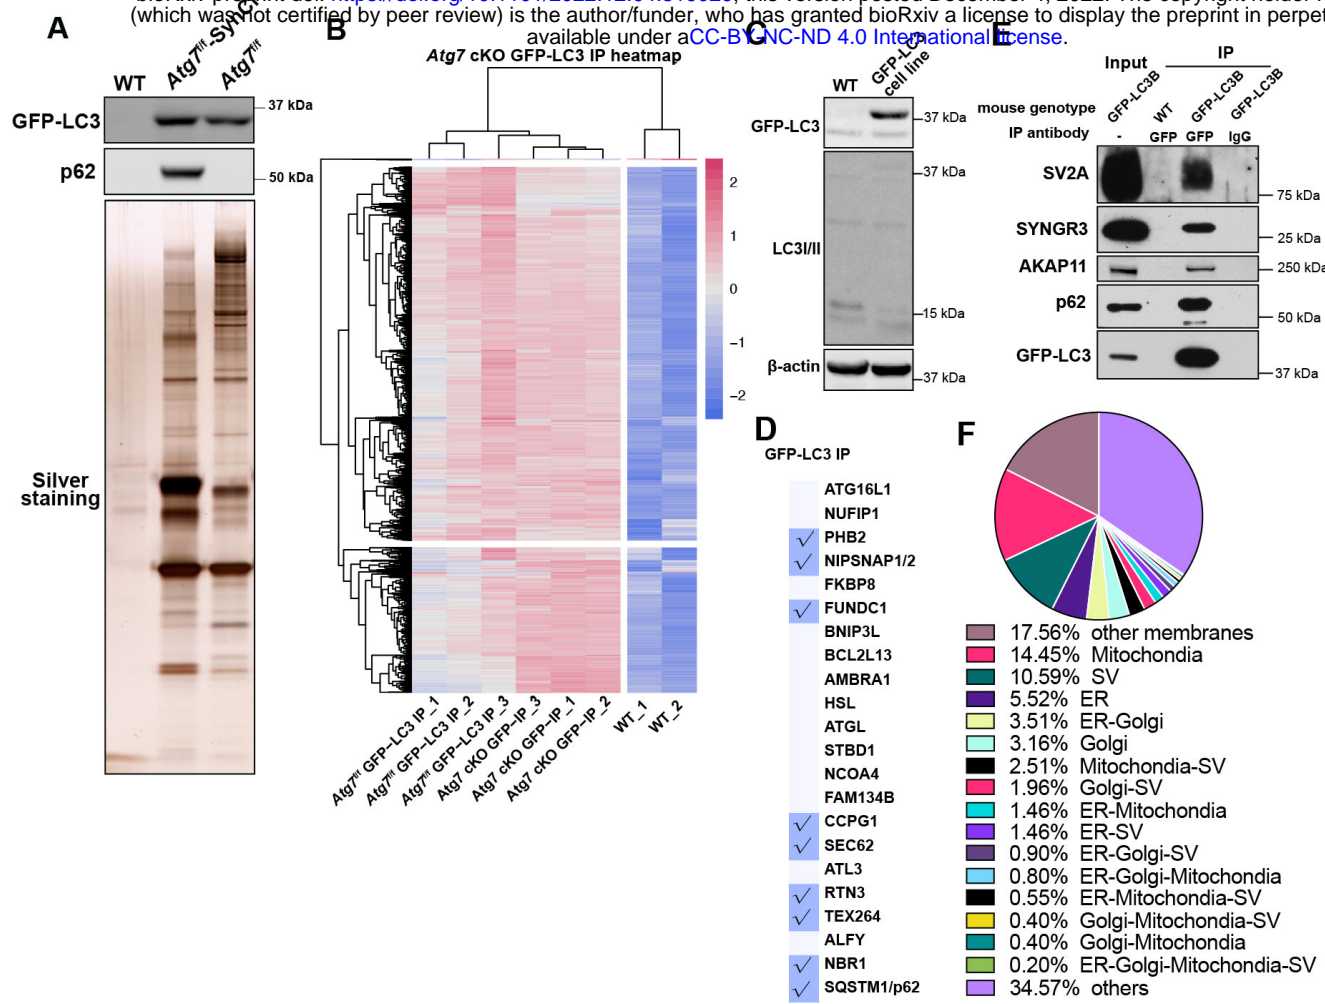 (which was not certified by peer review) is the author/funder, who has granted bioRxiv a license to display the preprint in
available under a CC-BY-NC-ND 4.0 International license.
A
WT
Atg7f/f
GFP-LC3
37 kDa
p62
50 kDa
Silver
staining
B
Atg7 cKO GFP-LC3 IP heatmap
2
1
0
−1
−2
Atg7f/f GFP−LC3 IP_1
Atg7f/f GFP−LC3 IP_2
Atg7f/f GFP−LC3 IP_3
Atg7 cKO GFP−IP_3
Atg7 cKO GFP−IP_1
Atg7 cKO GFP−IP_2
WT_1
WT_2
C
WT
GFP-LC3
cell line
GFP-LC3
37 kDa
37 kDa
LC3I/II
15 kDa
β-actin
37 kDa
D
GFP-LC3 IP
ATG16L1
NUFIP1
√ PHB2
√ NIPSNAP1/2
FKBP8
√ FUNDC1
BNIP3L
BCL2L13
AMBRA1
HSL
ATGL
STBD1
NCOA4
FAM134B
√ CCPG1
√ SEC62
ATL3
√ RTN3
√ TEX264
ALFY
√ NBR1
√ SQSTM1/p62
E
Input
IP
mouse genotype
GFP-LC3B
WT
GFP-LC3B
GFP-LC3B
IP antibody
-
GFP
GFP
IgG
SV2A
75 kDa
SYNGR3
25 kDa
AKAP11
250 kDa
p62
50 kDa
GFP-LC3
37 kDa
F
17.56% other membranes
14.45% Mitochondia
10.59% SV
5.52% ER
3.51% ER-Golgi
3.16% Golgi
2.51% Mitochondia-SV
1.96% Golgi-SV
1.46% ER-Mitochondia
1.46% ER-SV
0.90% ER-Golgi-SV
0.80% ER-Golgi-Mitochondia
0.55% ER-Mitochondia-SV
0.40% Golgi-Mitochondia-SV
0.40% Golgi-Mitochondia
0.20% ER-Golgi-Mitochondia-SV
34.57% others